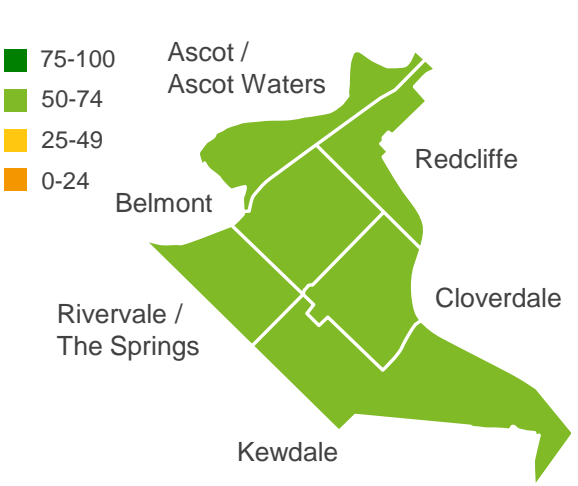 75-100
50-74
25-49
0-24
Ascot /
Ascot Waters
Redcliffe
Belmont
Cloverdale
Rivervale /
The Springs
Kewdale